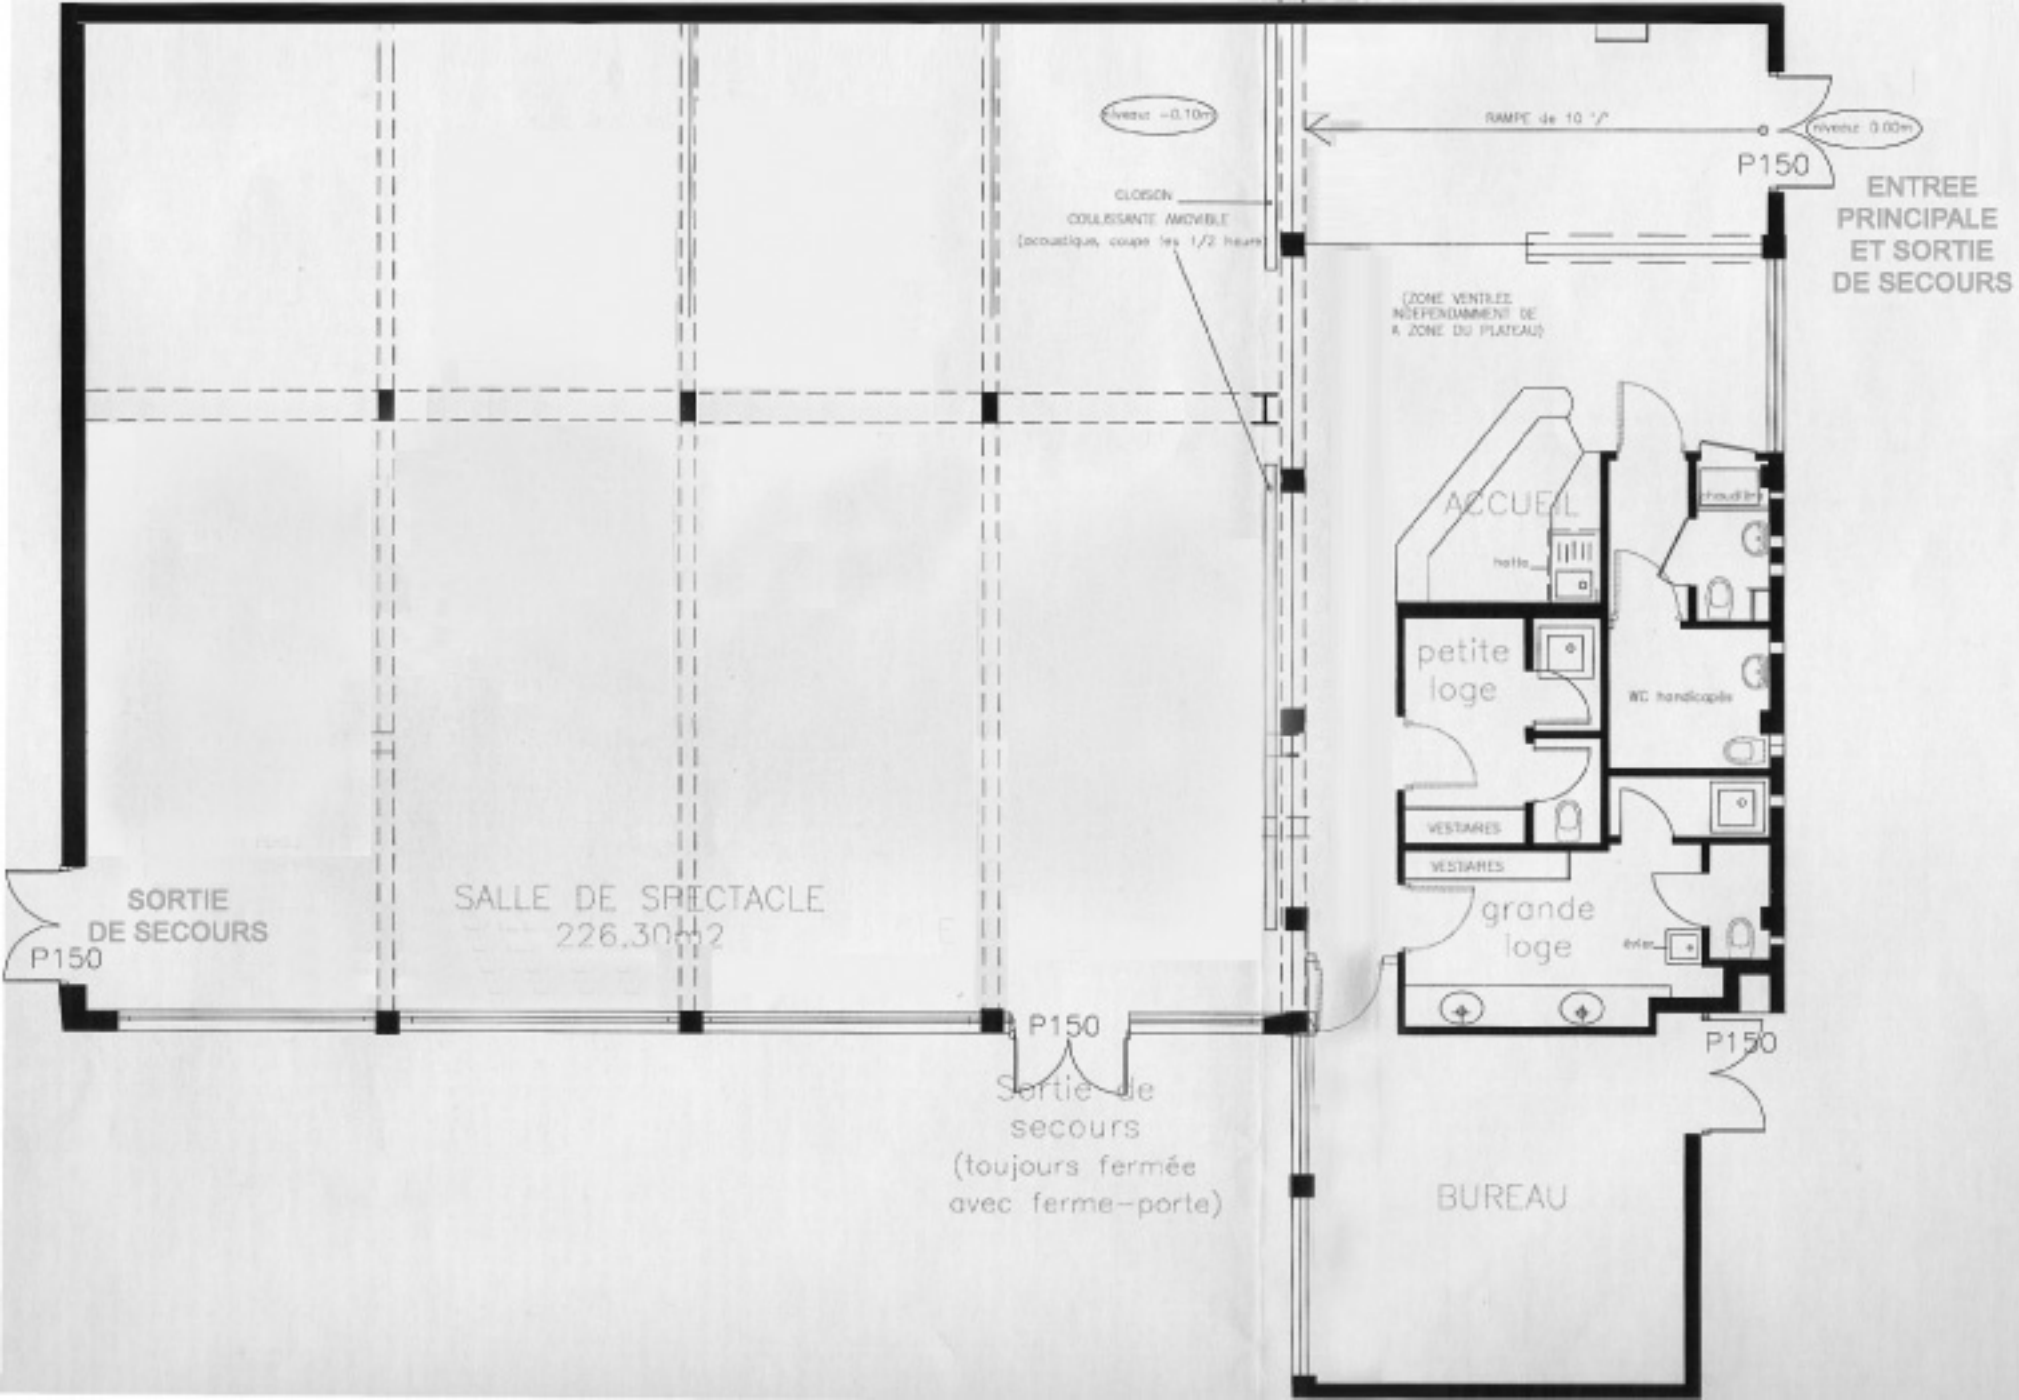 niveau -0.10m
RAMPE de 10 %
niveau 0.00m
P150
ENTREE
PRINCIPALE
ET SORTIE
DE SECOURS
CLOISON
COULISSANTE AMOVIBLE
(acoustique, coupe feu 1/2 heure)
(ZONE VENTILEE
NDEPENDAMMENT DE
A ZONE DU PLATEAU)
chaudière
ACCUEIL
hotte
petite
loge
WC handicapés
VESTIAIRES
VESTIAIRES
SORTIE
DE SECOURS
P150
SALLE DE SPECTACLE
226.30m2
grande
loge
évier
P150
P150
Sortie de
secours
(toujours fermée
avec ferme-porte)
BUREAU